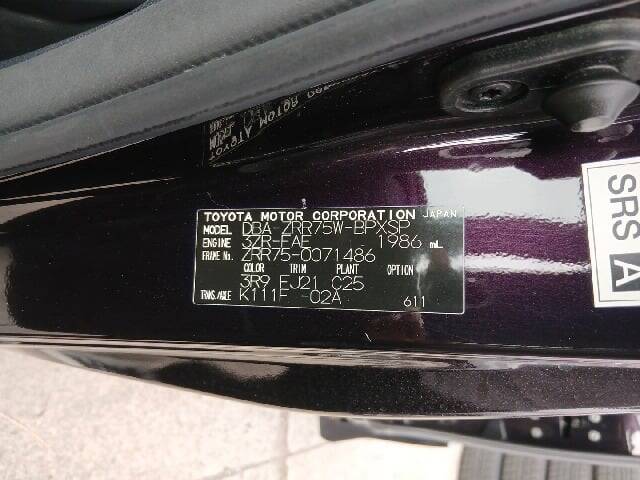 TOYOTA MOTOR CORPORATION JAPAN
MODEL DBA-ZRR75W-BPXSP
ENGINE 3ZR-FAE 1986 mL
FRAME No. ZRR75-0071486
COLOR TRIM PLANT OPTION
3R9 EJ21 C25
TRANS./AXLE K111F -02A 611
SRS A